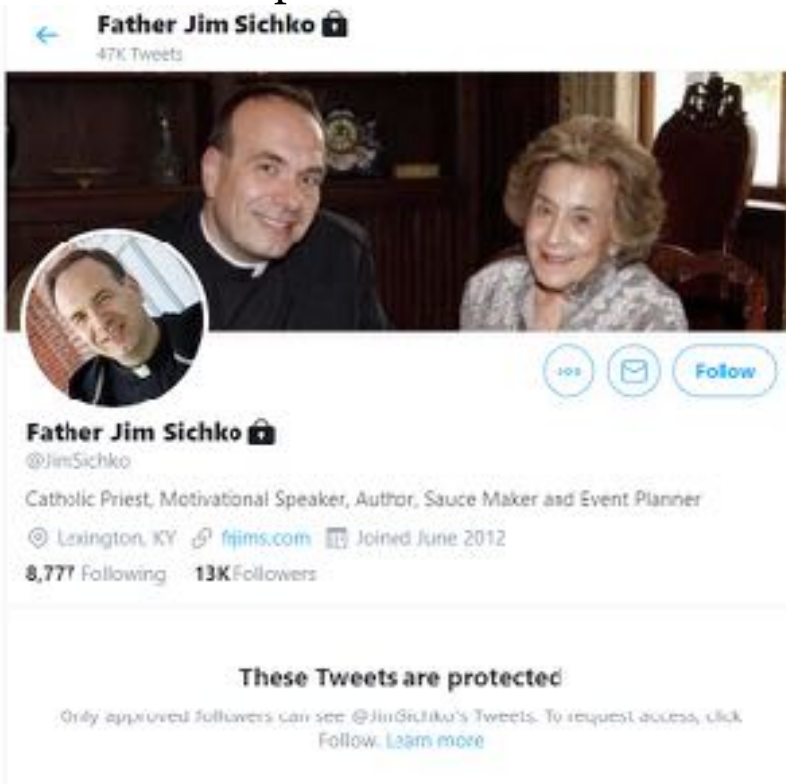 Father Jim Sichko
47K Tweets
Follow
Father Jim Sichko
@JimSichko
Catholic Priest, Motivational Speaker, Author, Sauce Maker and Event Planner
Lexington, KY frjims.com Joined June 2012
8,777 Following 13K Followers
These Tweets are protected
Only approved followers can see @JimSichko's Tweets. To request access, click
Follow. Learn more